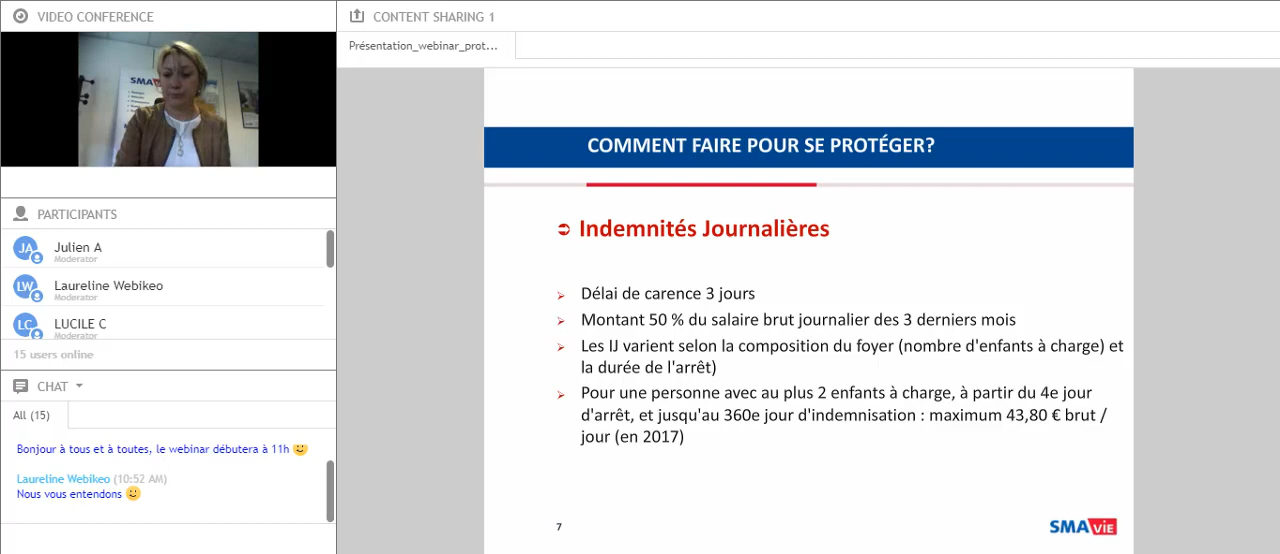 VIDEO CONFERENCE
SMA
PARTICIPANTS
JA
Julien A
Moderator
LW
Laureline Webikeo
Moderator
LC
LUCILE C
Moderator
15 users online
CHAT
All (15)
Bonjour à tous et à toutes, le webinar débutera à 11h
Laureline Webikeo (10:52 AM)
Nous vous entendons
CONTENT SHARING 1
Présentation_webinar_prot...
COMMENT FAIRE POUR SE PROTÉGER?
Indemnités Journalières
Délai de carence 3 jours
Montant 50 % du salaire brut journalier des 3 derniers mois
Les IJ varient selon la composition du foyer (nombre d'enfants à charge) et
la durée de l'arrêt)
Pour une personne avec au plus 2 enfants à charge, à partir du 4e jour
d'arrêt, et jusqu'au 360e jour d'indemnisation : maximum 43,80 € brut /
jour (en 2017)
7
SMA VIE